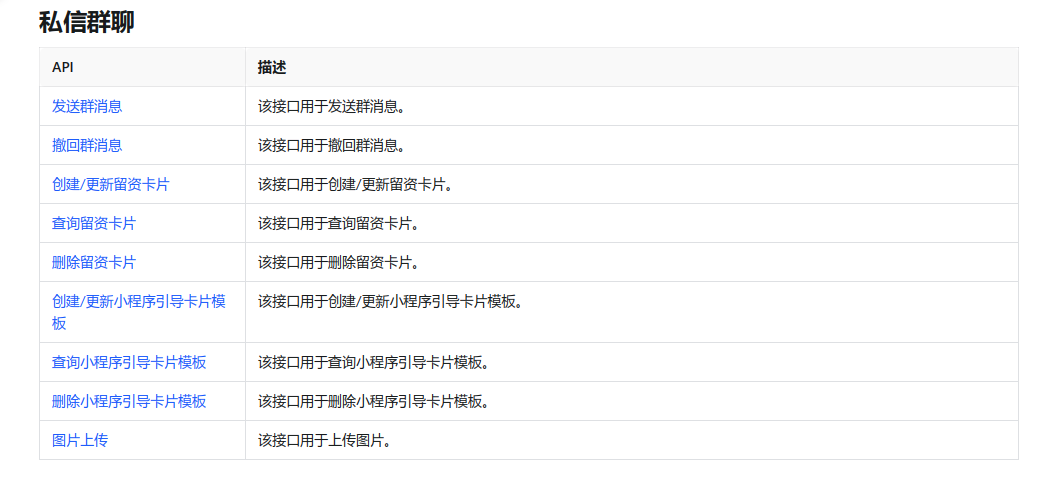 私信群聊
API 描述
发送群消息 该接口用于发送群消息。
撤回群消息 该接口用于撤回群消息。
创建/更新留资卡片 该接口用于创建/更新留资卡片。
查询留资卡片 该接口用于查询留资卡片。
删除留资卡片 该接口用于删除留资卡片。
创建/更新小程序引导卡片模 该接口用于创建/更新小程序引导卡片模板。
板
查询小程序引导卡片模板 该接口用于查询小程序引导卡片模板。
删除小程序引导卡片模板 该接口用于删除小程序引导卡片模板。
图片上传 该接口用于上传图片。